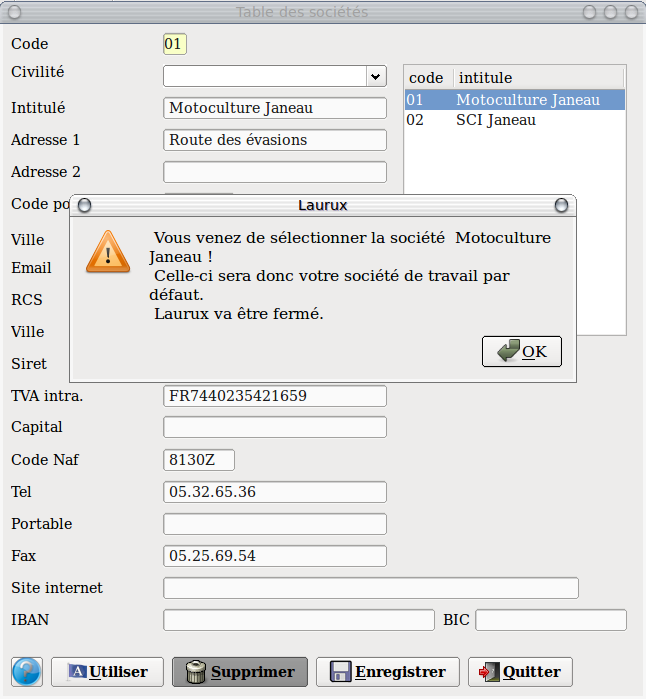 Table des sociétés
Code 01
Civilité
code intitule
01 Motoculture Janeau
02 SCI Janeau
Intitulé Motoculture Janeau
Adresse 1 Route des évasions
Adresse 2
Code po
Laurux
Vous venez de sélectionner la société Motoculture
Janeau !
Celle-ci sera donc votre société de travail par
défaut.
Laurux va être fermé.
OK
Ville
Email
RCS
Ville
Siret
TVA intra. FR7440235421659
Capital
Code Naf 8130Z
Tel 05.32.65.36
Portable
Fax 05.25.69.54
Site internet
IBAN BIC
? A Utiliser Supprimer Enregistrer Quitter